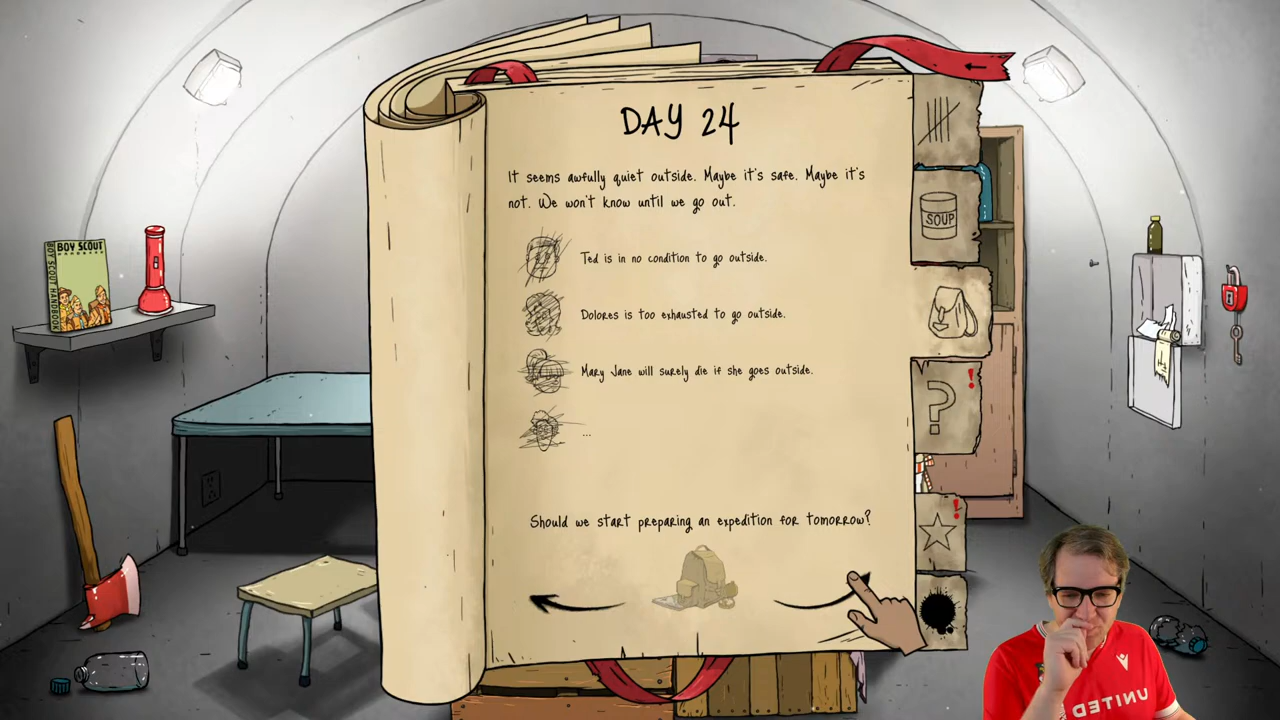 DAY 24
It seems awfully quiet outside. Maybe it's safe. Maybe it's
not. We won't know until we go out.
Ted is in no condition to go outside.
Dolores is too exhausted to go outside.
Mary Jane will surely die if she goes outside.
...
Should we start preparing an expedition for tomorrow?
SOUP
?
!
!
BOY SCOUT
HANDBOOK
BOY SCOUT HANDBOOK
UNITED